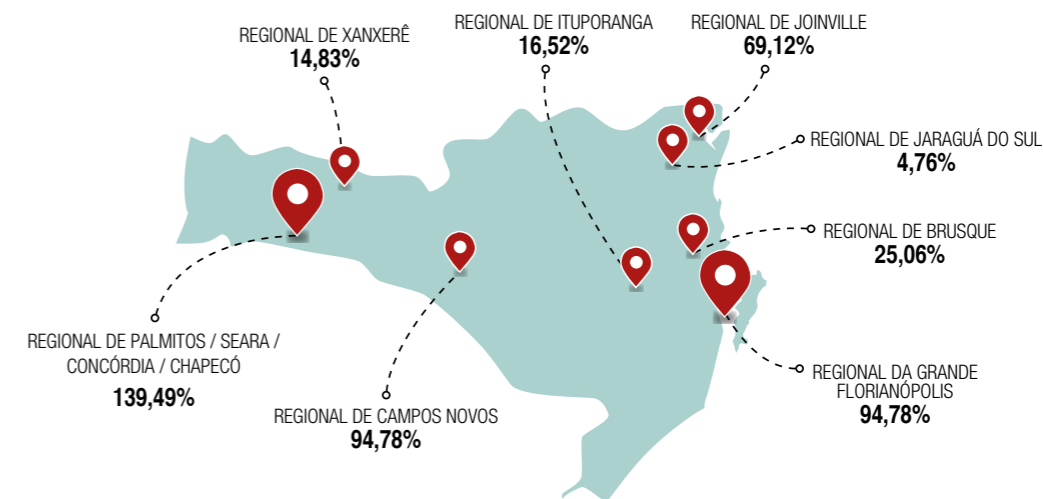 REGIONAL DE XANXERÊ
14,83%
REGIONAL DE ITUPORANGA
16,52%
REGIONAL DE JOINVILLE
69,12%
REGIONAL DE JARAGUÁ DO SUL
4,76%
REGIONAL DE BRUSQUE
25,06%
REGIONAL DA GRANDE
FLORIANÓPOLIS
94,78%
REGIONAL DE CAMPOS NOVOS
94,78%
REGIONAL DE PALMITOS / SEARA /
CONCÓRDIA / CHAPECÓ
139,49%